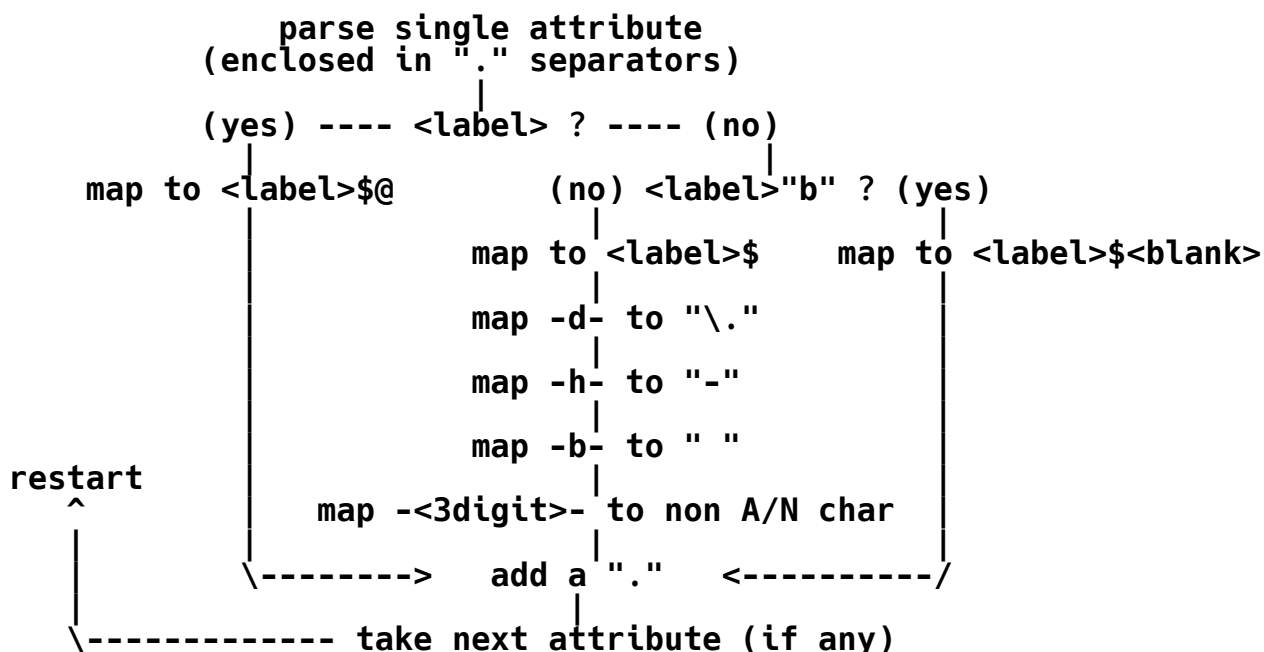 parse single attribute
(enclosed in "." separators)
|
(yes) ---- <label> ? ---- (no)
| |
map to <label>$@ (no) <label>"b" ? (yes)
| | |
| map to <label>$ map to <label>$<blank>
| | |
| map -d- to "\." |
| | |
| map -h- to "-" |
| | |
| map -b- to " " |
restart | | |
^ | map -<3digit>- to non A/N char |
| | | |
| \--------> add a "." <----------/
| |
\------------- take next attribute (if any)